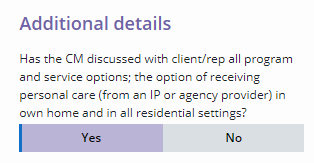 Additional details
Has the CM discussed with client/rep all program
and service options; the option of receiving
personal care (from an IP or agency provider) in
own home and in all residential settings?
Yes No